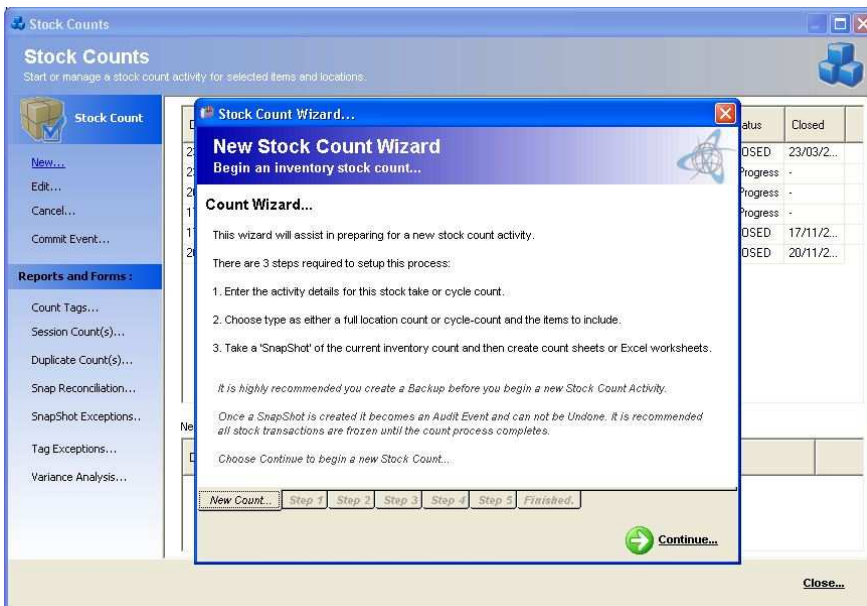 Stock Counts
Stock Counts
Start or manage a stock count activity for selected items and locations.
Stock Count
New...
Edit...
Cancel...
Commit Event...
Reports and Forms :
Count Tags...
Session Count(s)...
Duplicate Count(s)...
Snap Reconciliation...
SnapShot Exceptions..
Tag Exceptions...
Variance Analysis...
Stock Count Wizard...
New Stock Count Wizard
Begin an inventory stock count...
Count Wizard...
Thiis wizard will assist in preparing for a new stock count activity.
There are 3 steps required to setup this process:
1. Enter the activity details for this stock take or cycle count.
2. Choose type as either a full location count or cycle-count and the items to include.
3. Take a 'SnapShot' of the current inventory count and then create count sheets or Excel worksheets.
It is highly recommended you create a Backup before you begin a new Stock Count Activity.
Once a SnapShot is created it becomes an Audit Event and can not be Undone. It is recommended
all stock transactions are frozen until the count process completes.
Choose Continue to begin a new Stock Count...
New Count... Step 1 Step 2 Step 3 Step 4 Step 5 Finished.
Continue...
atus Closed
OSED 23/03/2...
Progress -
Progress -
Progress -
OSED 17/11/2...
OSED 20/11/2...
Ne
Close...